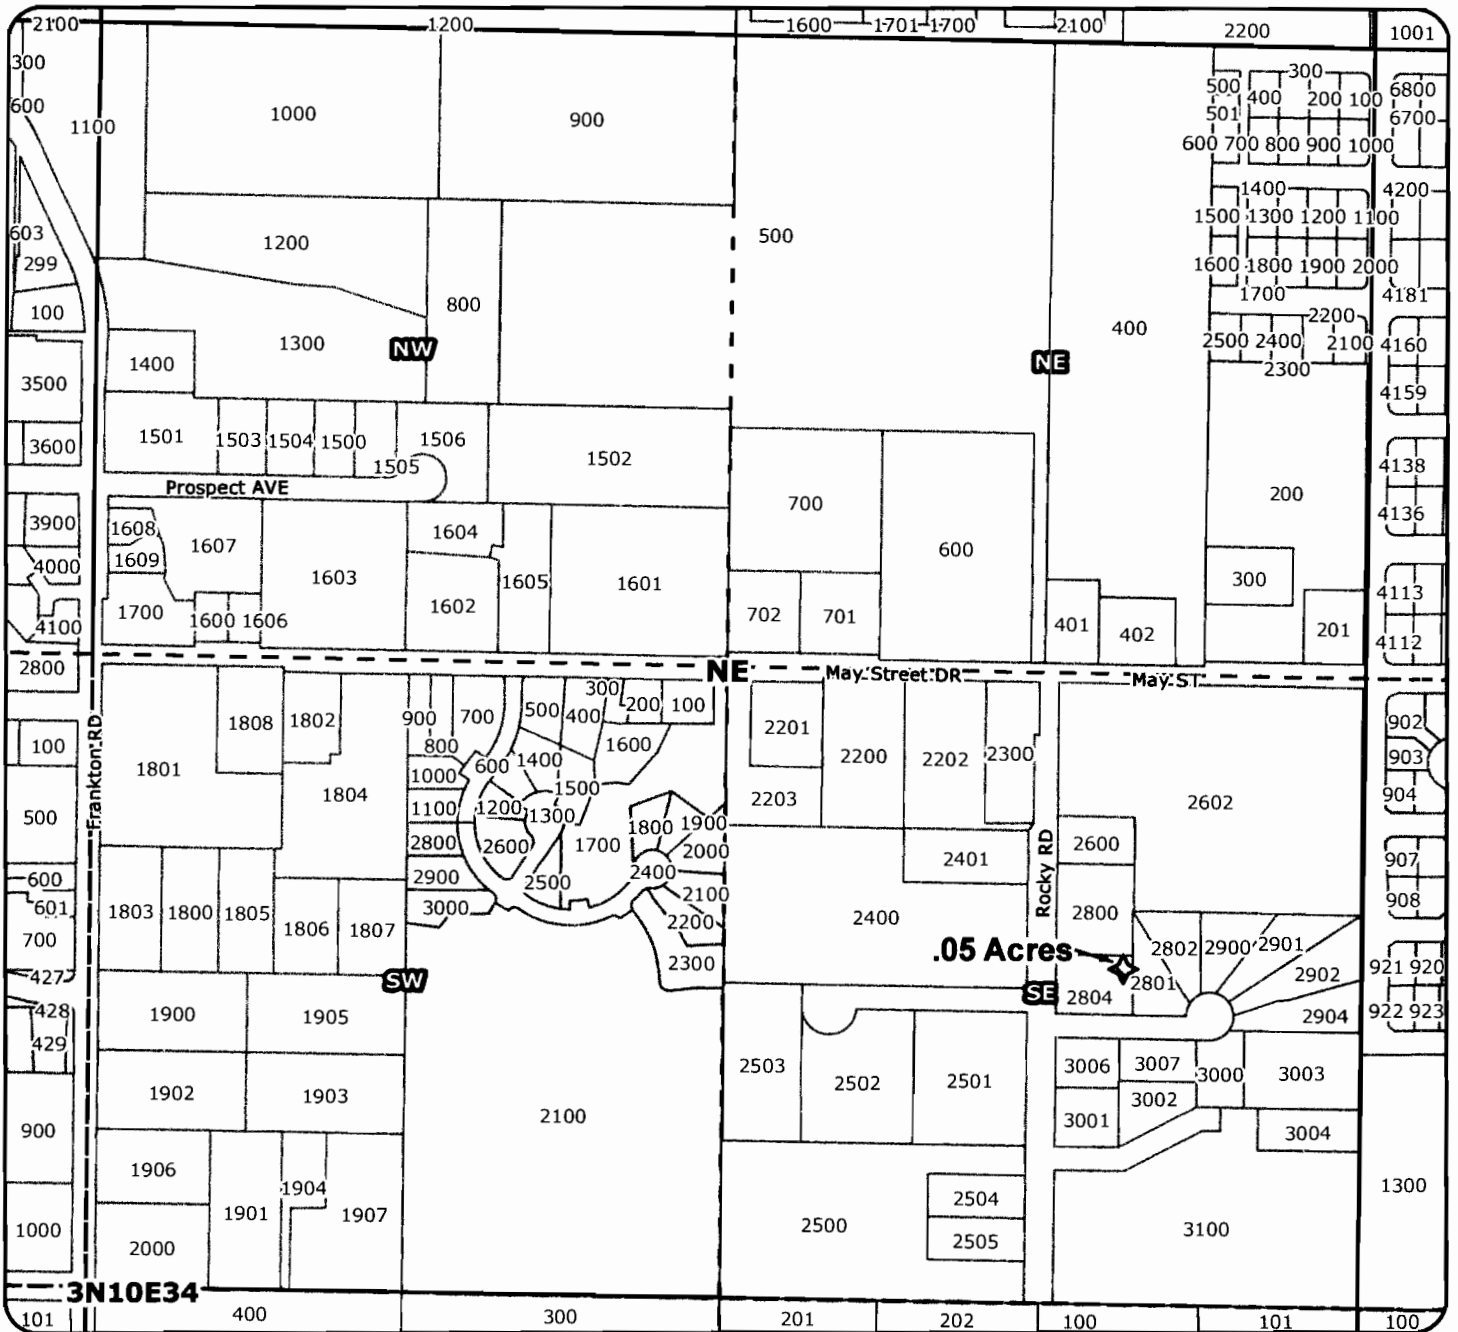 2100 1200 1600 1701 1700 2100 2200 1001
300
600 1100 1000 900
500 300 6800
400 200 100
501 6700
600 700 800 900 1000
1400 4200
1500 1300 1200 1100
603 1200 500
299 1600 1800 1900 2000
1700 4181
100 800
2200
1300 NW 400 2500 2400 2100 4160
1400 NE 2300
3500 4159
1501 1503 1504 1500 1506
3600 1505 1502 4138
Prospect AVE 200
700 4136
3900 1608 1607 1604
1609 600
4000 1603 1605 1601 300 4113
1602
1700 1600 1606 702 701 401 402 201
4100 4112
2800 NE May Street DR May ST
300
900 700 500 400 200 100
1808 1802 2201 902
100 800 1600
1801 600 1400 2200 2202 2300 903
1000
1804 1500 2203 2602 904
1100 1200 1300
500 Frankton RD 1800 1900
2800 2600 1700 2000 Rocky RD 2600 907
2401
600 2900 2500 2400 2100
601 1803 1800 1805 3000 2200 2400 2800 908
700 1806 1807
.05 Acres 2802 2900 2901
427 SW 2300 2801 2902 921 920
SE 2804
428 1900 1905 2904 922 923
429
2503 2502 2501 3006 3007 3000 3003
1902 1903 3002
900 2100 3001 3004
1906
1904 2504 1300
1000 1901 1907 2500 3100
2000 2505
3N10E34
101 400 300 201 202 100 101 100